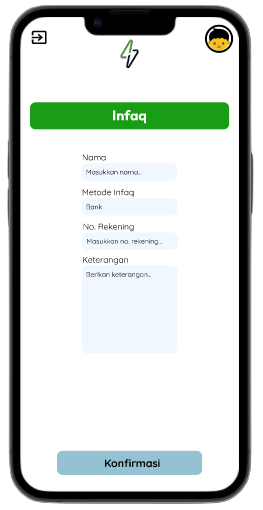 Infaq
Nama
Masukkan nama...
Metode Infaq
Bank
No. Rekening
Masukkan no. rekening...
Keterangan
Berikan keterangan...
Konfirmasi